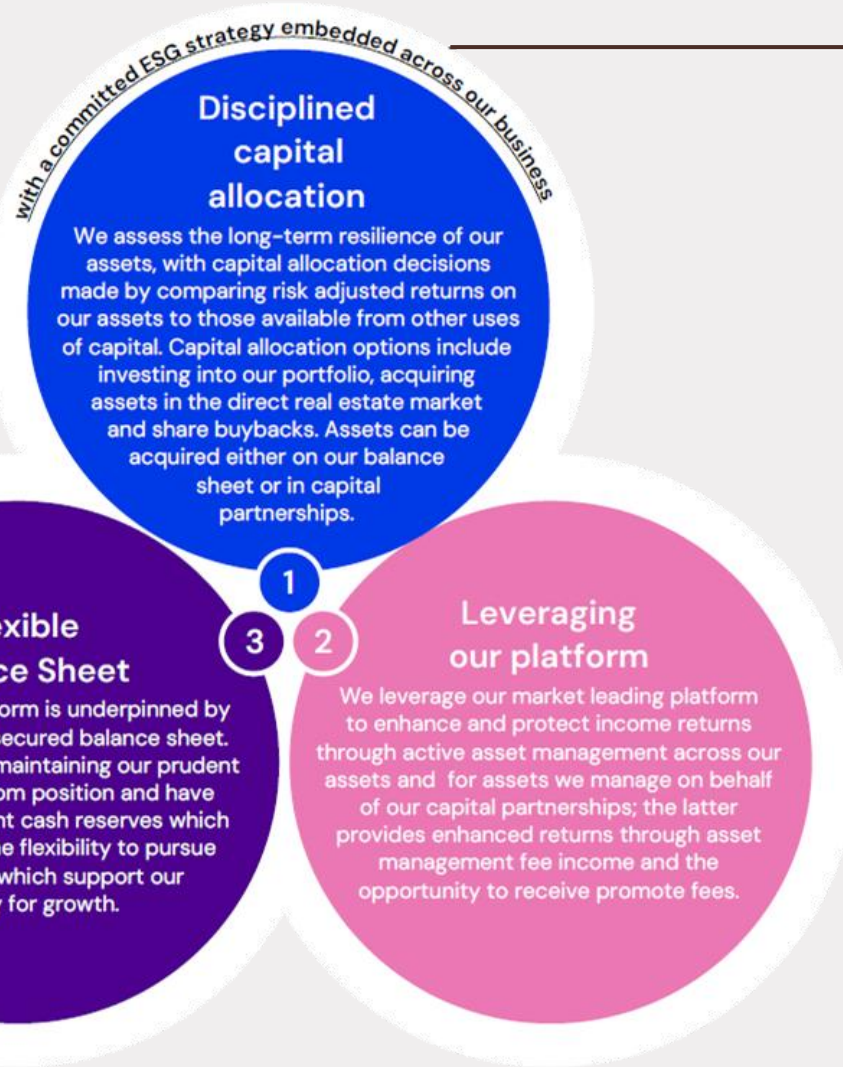 with a committed ESG strategy embedded across our business
Disciplined
capital
allocation
We assess the long-term resilience of our
assets, with capital allocation decisions
made by comparing risk adjusted returns on
our assets to those available from other uses
of capital. Capital allocation options include
investing into our portfolio, acquiring
assets in the direct real estate market
and share buybacks. Assets can be
acquired either on our balance
sheet or in capital
partnerships.
1
2
Leveraging
our platform
We leverage our market leading platform
to enhance and protect income returns
through active asset management across our
assets and for assets we manage on behalf
of our capital partnerships; the latter
provides enhanced returns through asset
management fee income and the
opportunity to receive promote fees.
3
Sheet
is underpinned by
balance sheet.
maintaining our prudent
position and have
cash reserves which
flexibility to pursue
which support our
for growth.